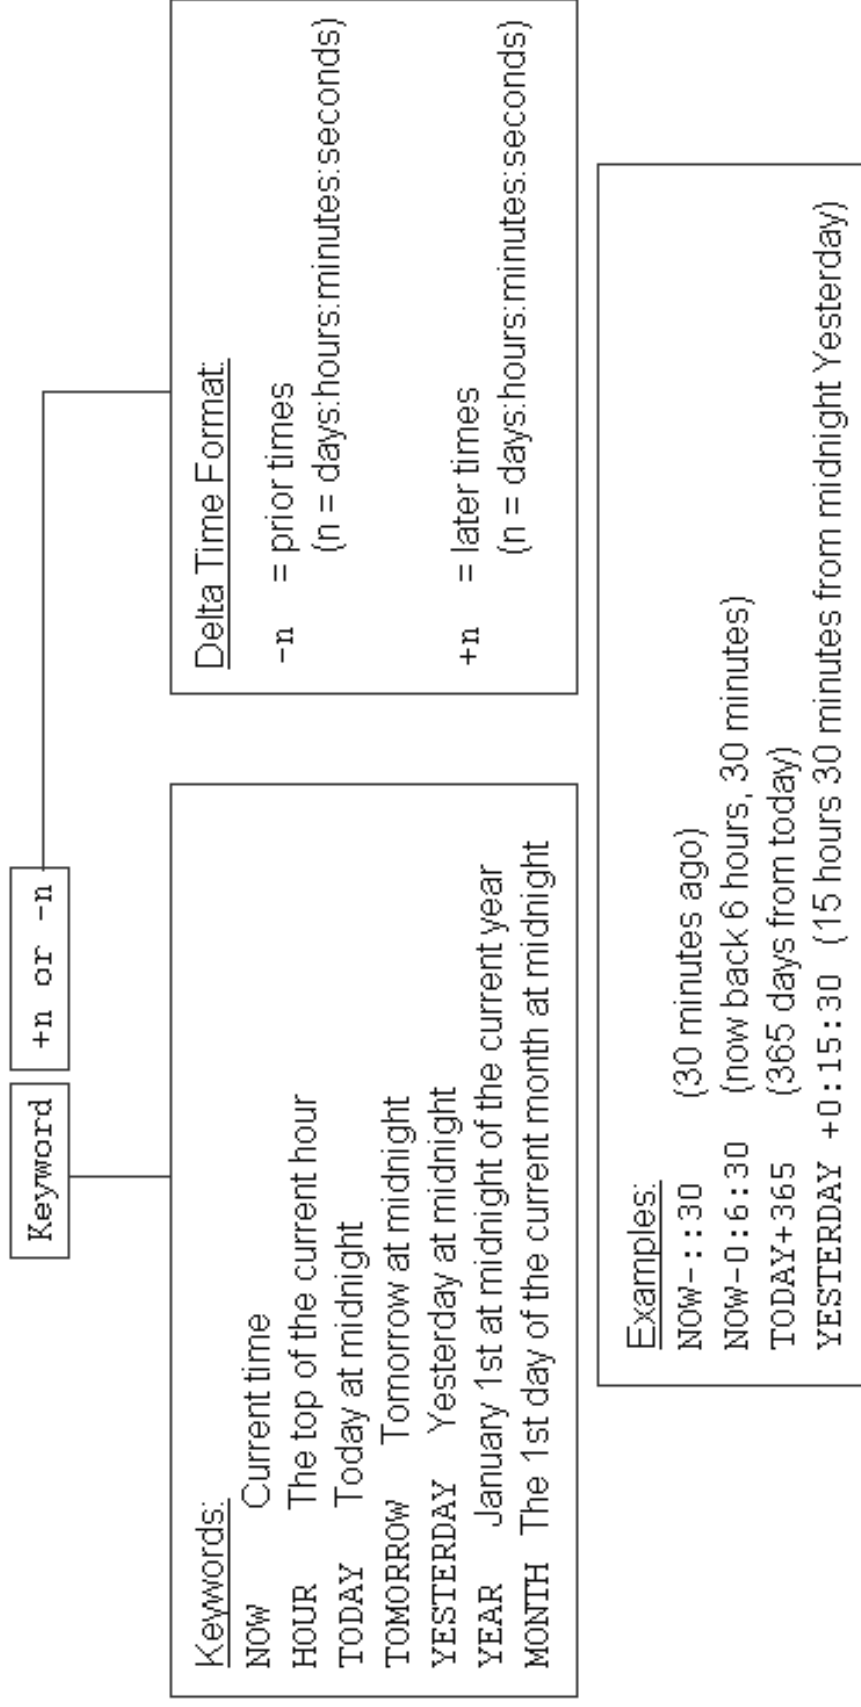 Keyword
+n or -n
Keywords:
NOW Current time
HOUR The top of the current hour
TODAY Today at midnight
TOMORROW Tomorrow at midnight
YESTERDAY Yesterday at midnight
YEAR January 1st at midnight of the current year
MONTH The 1st day of the current month at midnight
Delta Time Format:
-n = prior times
(n = days:hours:minutes:seconds)
+n = later times
(n = days:hours:minutes:seconds)
Examples:
NOW-::30 (30 minutes ago)
NOW-0:6:30 (now back 6 hours, 30 minutes)
TODAY+365 (365 days from today)
YESTERDAY +0:15:30 (15 hours 30 minutes from midnight Yesterday)